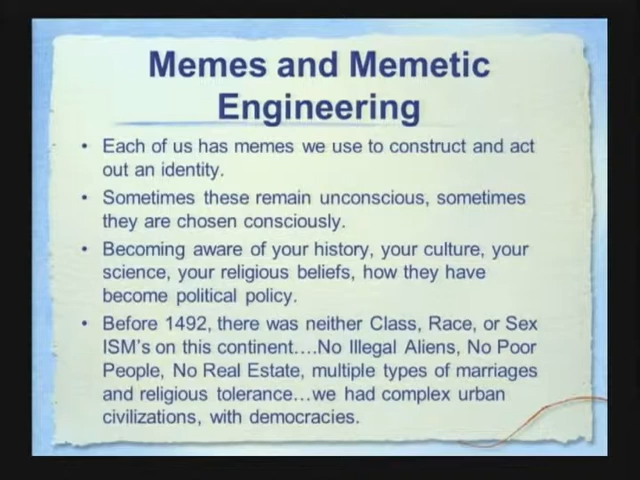 Memes and Memetic
Engineering
• Each of us has memes we use to construct and act
out an identity.
• Sometimes these remain unconscious, sometimes
they are chosen consciously.
• Becoming aware of your history, your culture, your
science, your religious beliefs, how they have
become political policy.
• Before 1492, there was neither Class, Race, or Sex
ISM's on this continent....No Illegal Aliens, No Poor
People, No Real Estate, multiple types of marriages
and religious tolerance...we had complex urban
civilizations, with democracies.